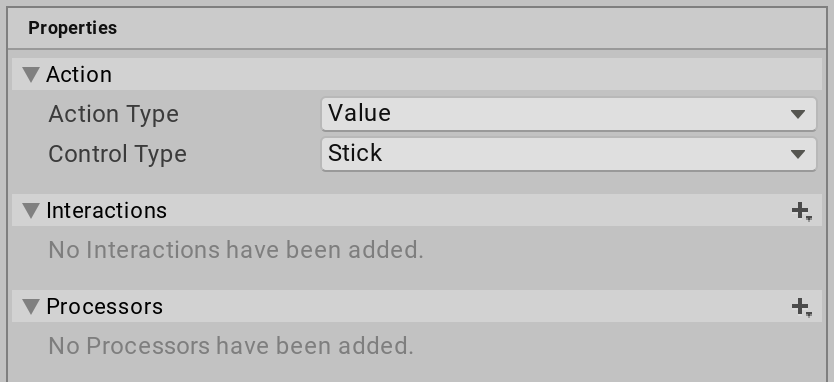 Properties
Action
Action Type Value
Control Type Stick
Interactions
No Interactions have been added.
Processors
No Processors have been added.